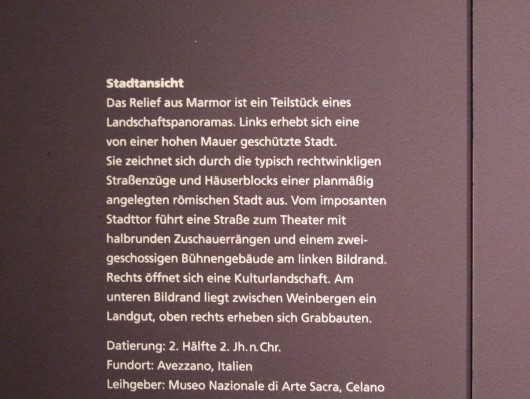 Stadtansicht
Das Relief aus Marmor ist ein Teilstück eines
Landschaftspanoramas. Links erhebt sich eine
von einer hohen Mauer geschützte Stadt.
Sie zeichnet sich durch die typisch rechtwinkligen
Straßenzüge und Häuserblocks einer planmäßig
angelegten römischen Stadt aus. Vom imposanten
Stadttor führt eine Straße zum Theater mit
halbrunden Zuschauerrängen und einem zwei-
geschossigen Bühnengebäude am linken Bildrand.
Rechts öffnet sich eine Kulturlandschaft. Am
unteren Bildrand liegt zwischen Weinbergen ein
Landgut, oben rechts erheben sich Grabbauten.
Datierung: 2. Hälfte 2. Jh. n. Chr.
Fundort: Avezzano, Italien
Leihgeber: Museo Nazionale di Arte Sacra, Celano